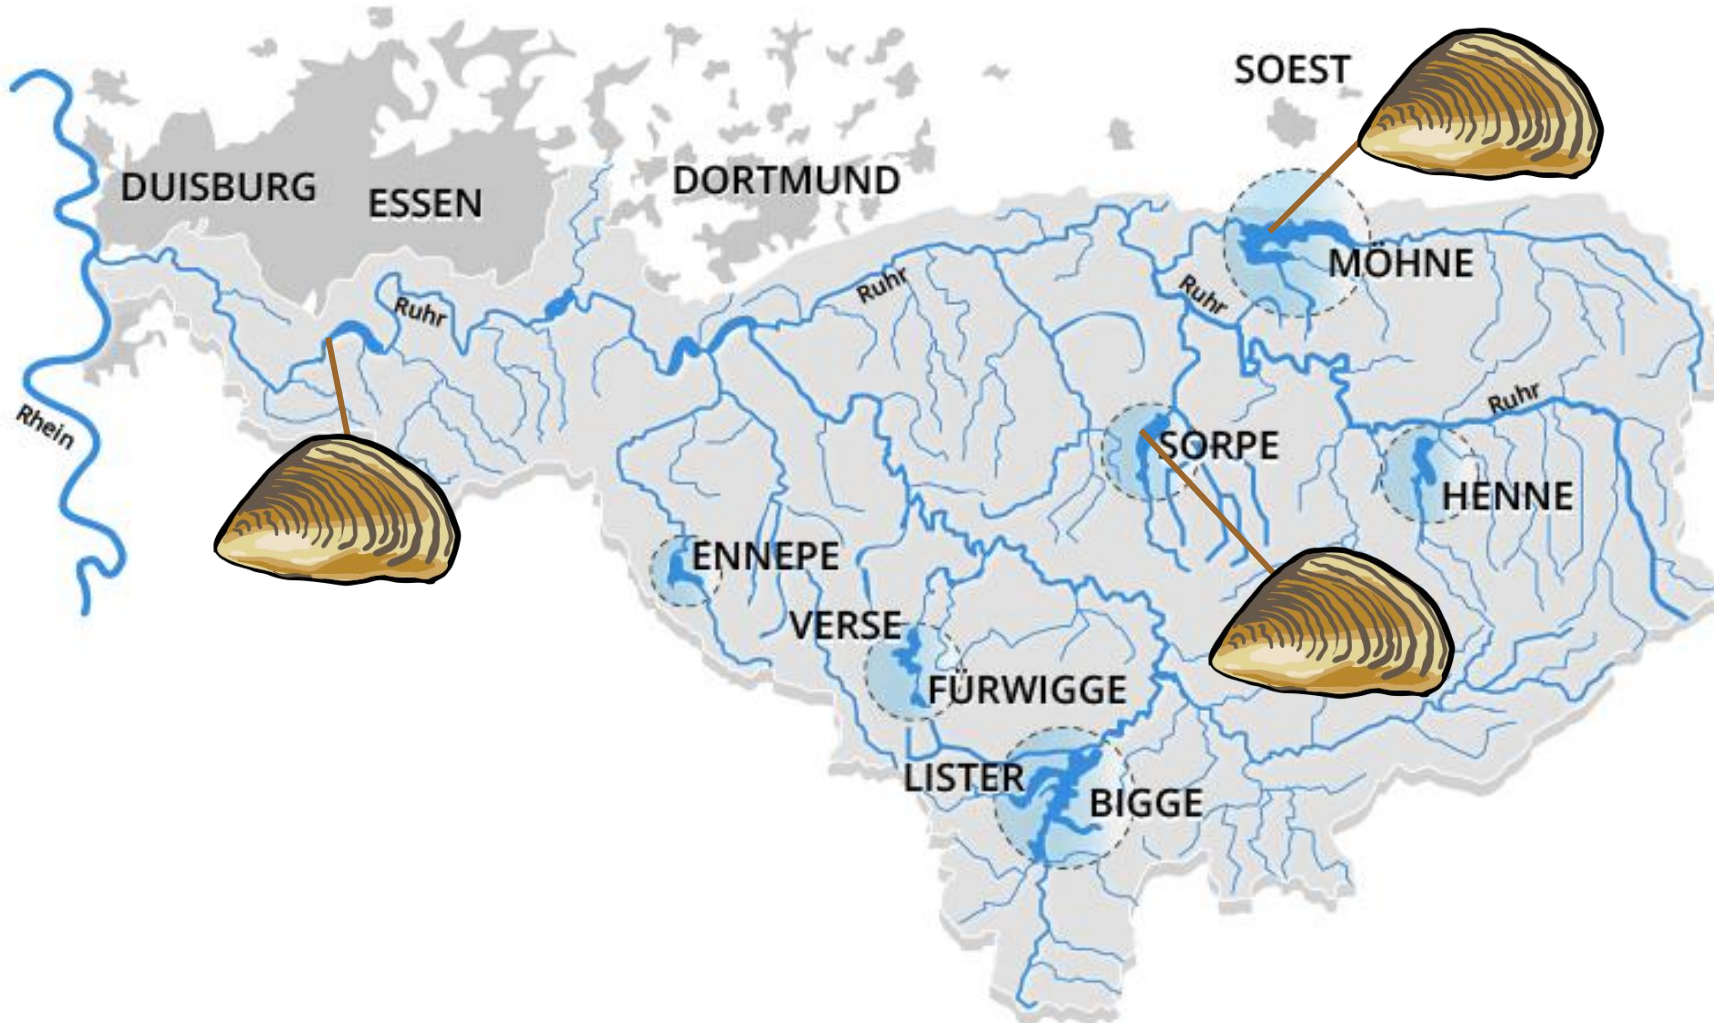 SOEST
DUISBURG
ESSEN
DORTMUND
MÖHNE
Ruhr
Ruhr
Ruhr
Ruhr
Rhein
SORPE
HENNE
ENNEPE
VERSE
FÜRWIGGE
LISTER
BIGGE